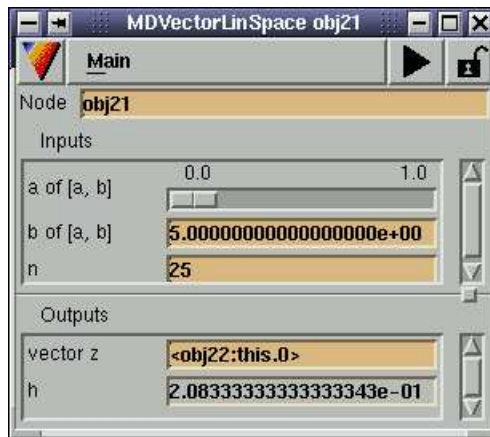 MDVectorLinSpace obj21
Main
Node obj21
Inputs
0.0 1.0
a of [a, b]
b of [a, b] 5.00000000000000000e+00
n 25
Outputs
vector z <obj22:this.0>
h 2.08333333333333343e-01